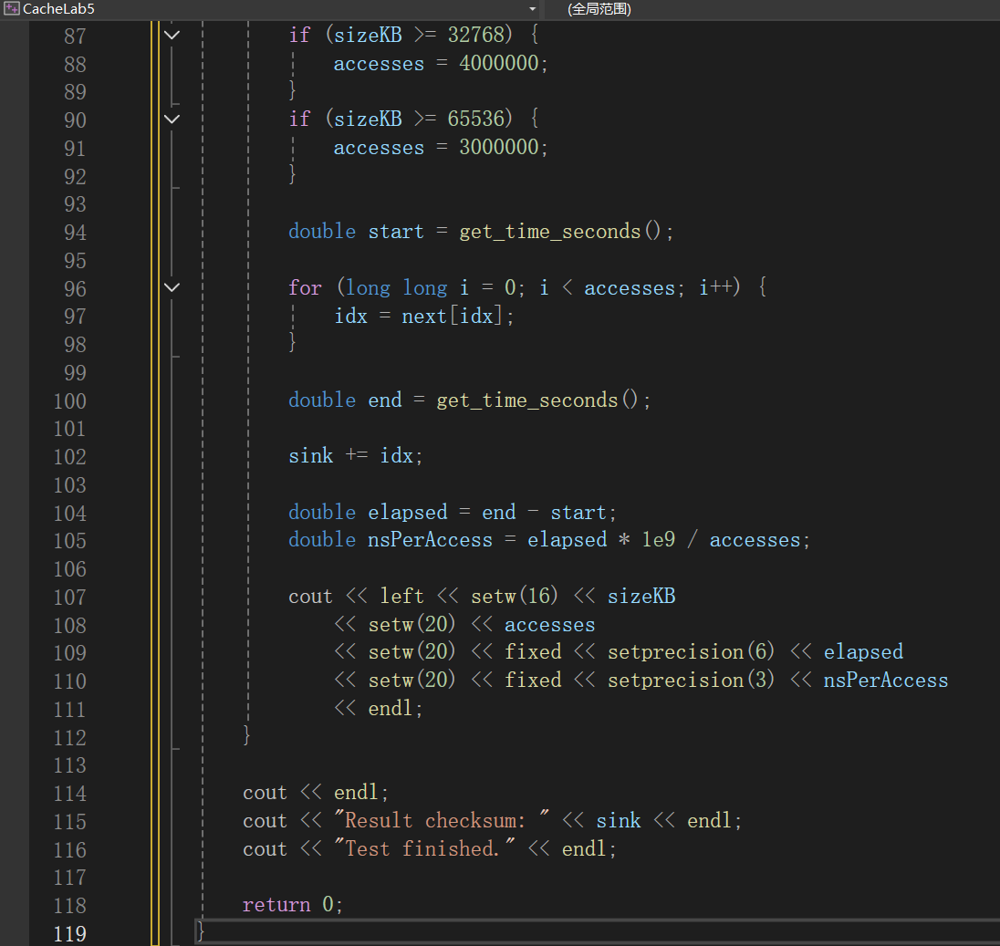 CacheLab5 (全局范围)
87 if (sizeKB >= 32768) {
88 accesses = 4000000;
89 }
90 if (sizeKB >= 65536) {
91 accesses = 3000000;
92 }
93
94 double start = get_time_seconds();
95
96 for (long long i = 0; i < accesses; i++) {
97 idx = next[idx];
98 }
99
100 double end = get_time_seconds();
101
102 sink += idx;
103
104 double elapsed = end - start;
105 double nsPerAccess = elapsed * 1e9 / accesses;
106
107 cout << left << setw(16) << sizeKB
108 << setw(20) << accesses
109 << setw(20) << fixed << setprecision(6) << elapsed
110 << setw(20) << fixed << setprecision(3) << nsPerAccess
111 << endl;
112 }
113
114 cout << endl;
115 cout << "Result checksum: " << sink << endl;
116 cout << "Test finished." << endl;
117
118 return 0;
119 }